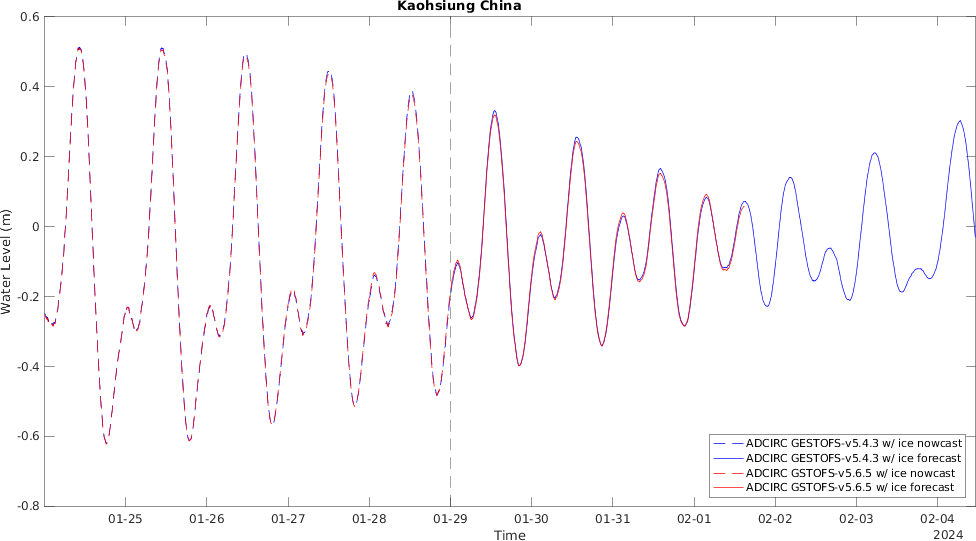 Kaohsiung China
0.6
0.4
0.2
0
-0.2
-0.4
-0.6
-0.8
Water Level (m)
ADCIRC GESTOFS-v5.4.3 w/ ice nowcast
ADCIRC GESTOFS-v5.4.3 w/ ice forecast
ADCIRC GSTOFS-v5.6.5 w/ ice nowcast
ADCIRC GSTOFS-v5.6.5 w/ ice forecast
01-25 01-26 01-27 01-28 01-29 01-30 01-31 02-01 02-02 02-03 02-04
Time
2024